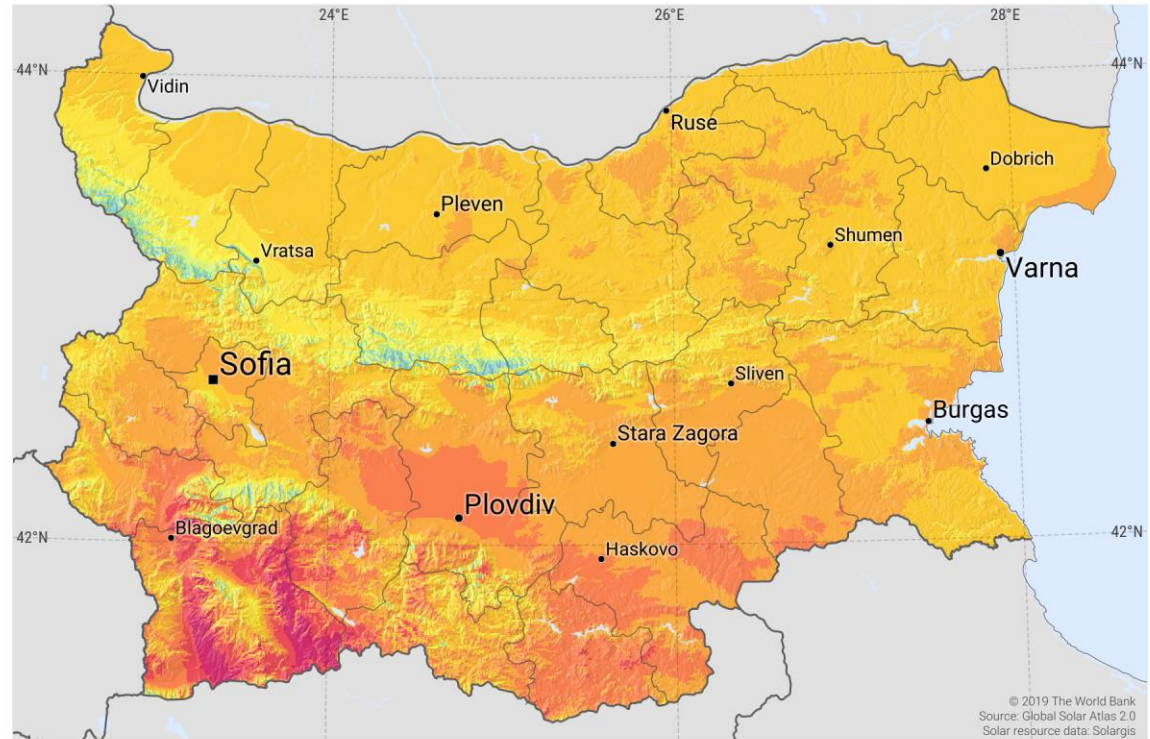 24°E
26°E
28°E
44°N
44°N
Vidin
Ruse
Dobrich
Pleven
Shumen
Vratsa
Varna
Sofia
Sliven
Burgas
Stara Zagora
Plovdiv
42°N
Blagoevgrad
Haskovo
42°N
© 2019 The World Bank
Source: Global Solar Atlas 2.0
Solar resource data: Solargis